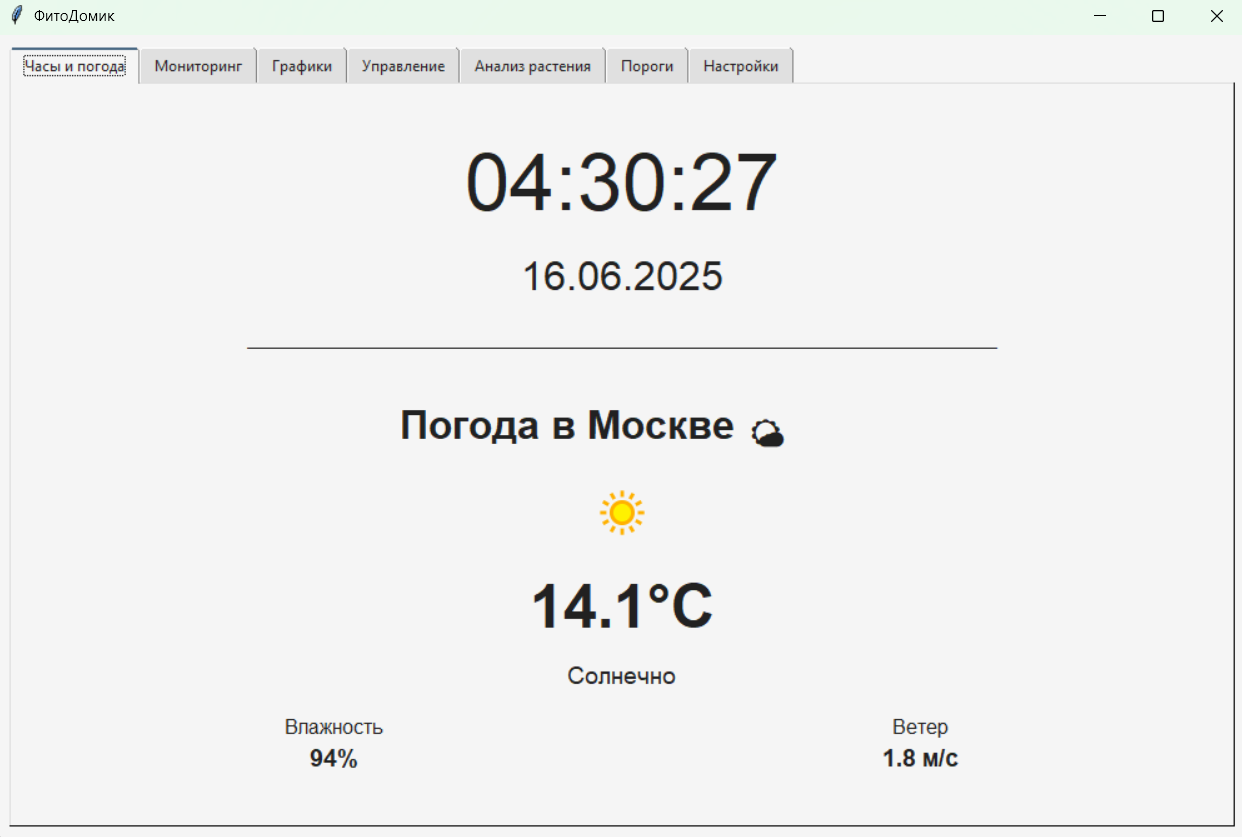 ФитоДомик
Часы и погода Мониторинг Графики Управление Анализ растения Пороги Настройки
04:30:27
16.06.2025
Погода в Москве
14.1°C
Солнечно
Влажность Ветер
94% 1.8 м/с